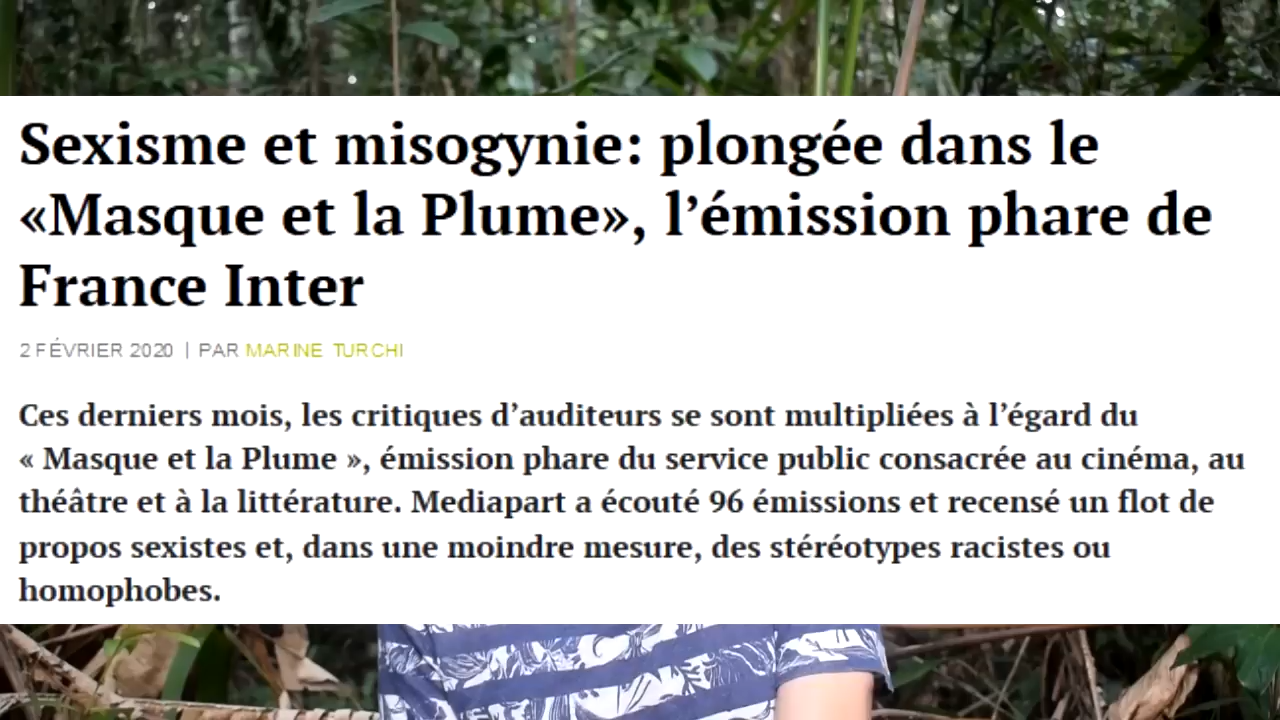 Sexisme et misogynie: plongée dans le
«Masque et la Plume», l’émission phare de
France Inter
2 FÉVRIER 2020 | PAR MARINE TURCHI
Ces derniers mois, les critiques d’auditeurs se sont multipliées à l’égard du
« Masque et la Plume », émission phare du service public consacrée au cinéma, au
théâtre et à la littérature. Mediapart a écouté 96 émissions et recensé un flot de
propos sexistes et, dans une moindre mesure, des stéréotypes racistes ou
homophobes.